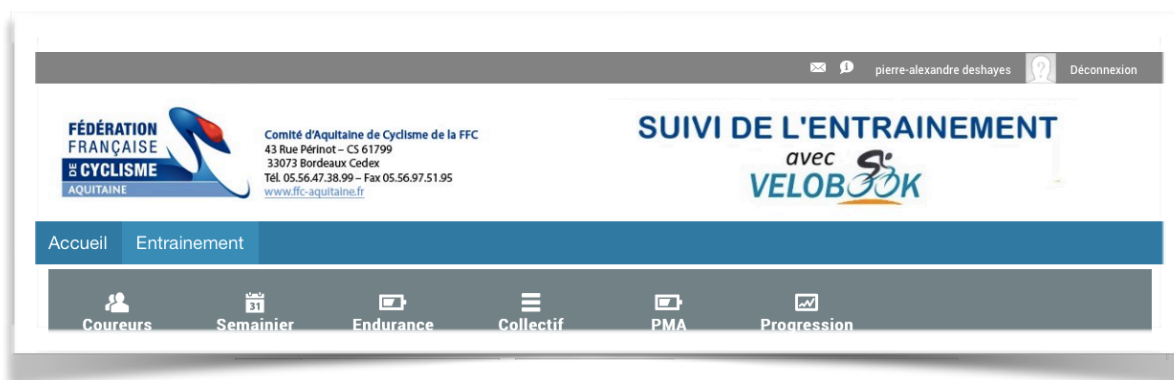 pierre-alexandre deshayes Déconnexion
FÉDÉRATION
FRANÇAISE
DE CYCLISME
AQUITAINE
Comité d'Aquitaine de Cyclisme de la FFC
43 Rue Périnot – CS 61799
33073 Bordeaux Cedex
Tél. 05.56.47.38.99 – Fax 05.56.97.51.95
www.ffc-aquitaine.fr
SUIVI DE L'ENTRAINEMENT
avec
VELOBOOK
Accueil Entrainement
31
Coureurs Semainier Endurance Collectif PMA Progression